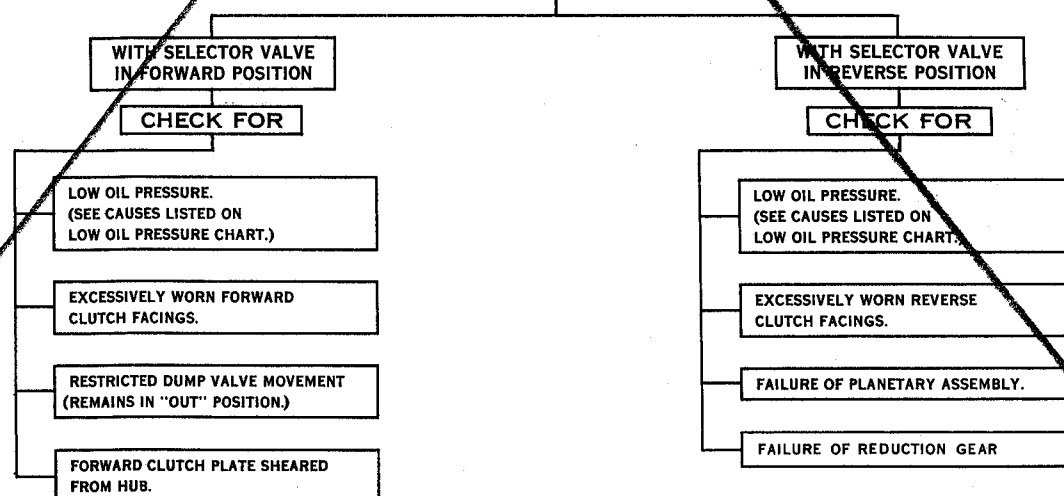 WITH SELECTOR VALVE
IN FORWARD POSITION
CHECK FOR
LOW OIL PRESSURE.
(SEE CAUSES LISTED ON
LOW OIL PRESSURE CHART.)
EXCESSIVELY WORN FORWARD
CLUTCH FACINGS.
RESTRICTED DUMP VALVE MOVEMENT
(REMAINS IN "OUT" POSITION.)
FORWARD CLUTCH PLATE SHEARED
FROM HUB.
WITH SELECTOR VALVE
IN REVERSE POSITION
CHECK FOR
LOW OIL PRESSURE.
(SEE CAUSES LISTED ON
LOW OIL PRESSURE CHART.)
EXCESSIVELY WORN REVERSE
CLUTCH FACINGS.
FAILURE OF PLANETARY ASSEMBLY.
FAILURE OF REDUCTION GEAR